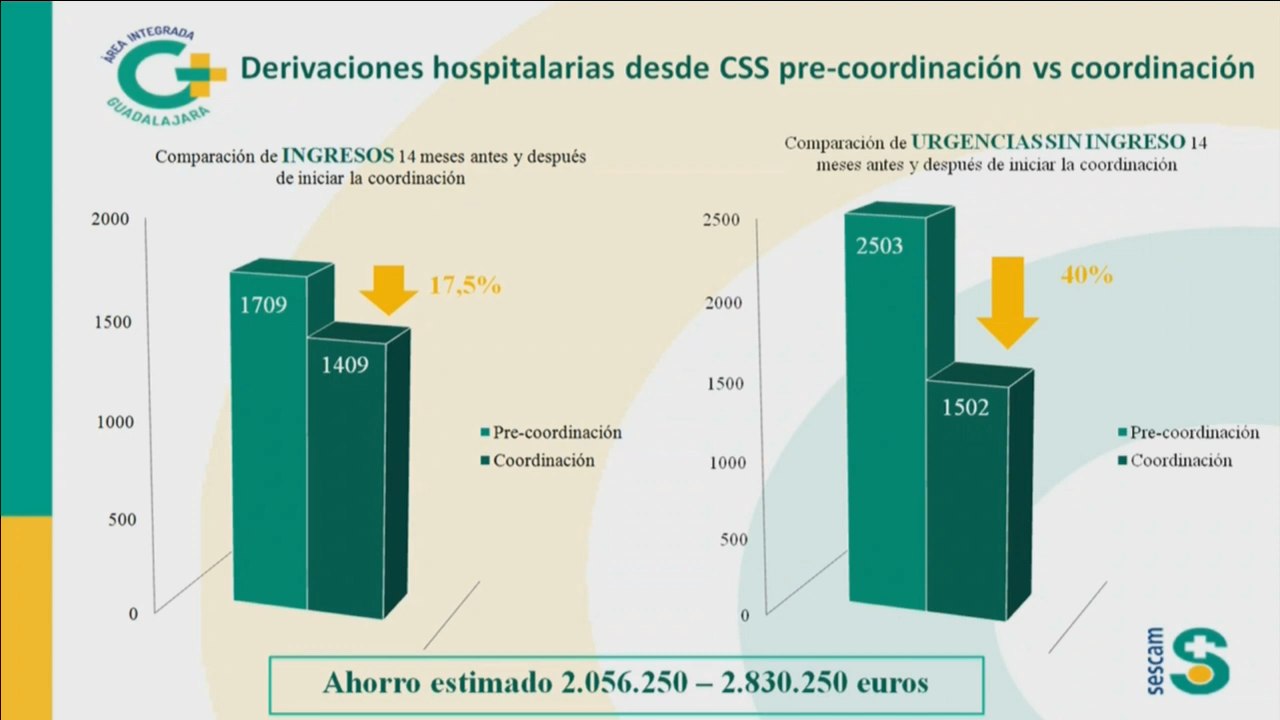 ÁREA INTEGRADA
GUADALAJARA
Derivaciones hospitalarias desde CSS pre-coordinación vs coordinación
Comparación de INGRESOS 14 meses antes y después
de iniciar la coordinación
2000
1500
1000
500
0
1709
1409
17,5%
Pre-coordinación
Coordinación
Comparación de URGENCIAS SIN INGRESO 14
meses antes y después de iniciar la coordinación
2500
2000
1500
1000
500
0
2503
1502
40%
Pre-coordinación
Coordinación
Ahorro estimado 2.056.250 – 2.830.250 euros
sescam